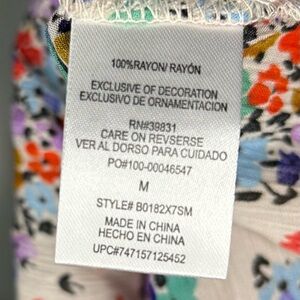 100%RAYON/ RAYÓN
EXCLUSIVE OF DECORATION
EXCLUSIVO DE ORNAMENTACION
RN#39831
CARE ON REVSERSE
VER AL DORSO PARA CUIDADO
PO#100-00046547
M
STYLE# B0182X7SM
MADE IN CHINA
HECHO EN CHINA
UPC#747157125452